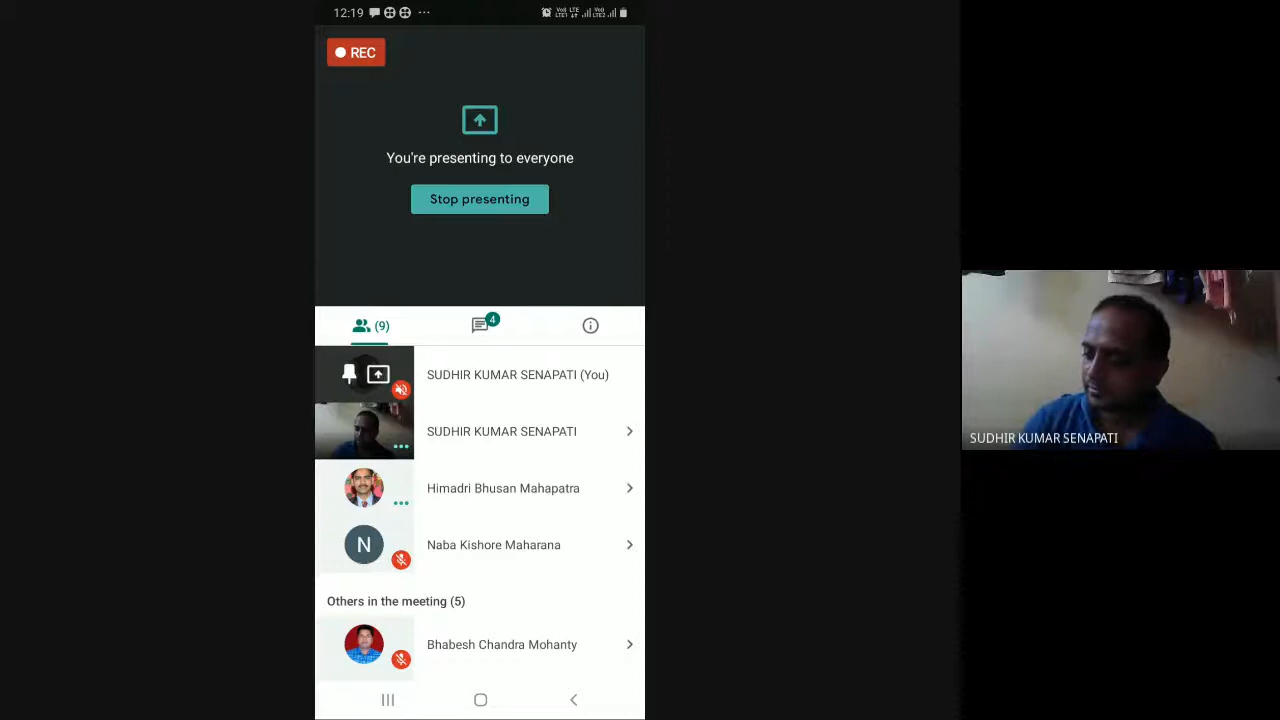 12:19
REC
You're presenting to everyone
Stop presenting
(9)
4
SUDHIR KUMAR SENAPATI (You)
SUDHIR KUMAR SENAPATI
Himadri Bhusan Mahapatra
N
Naba Kishore Maharana
Others in the meeting (5)
Bhabesh Chandra Mohanty
SUDHIR KUMAR SENAPATI